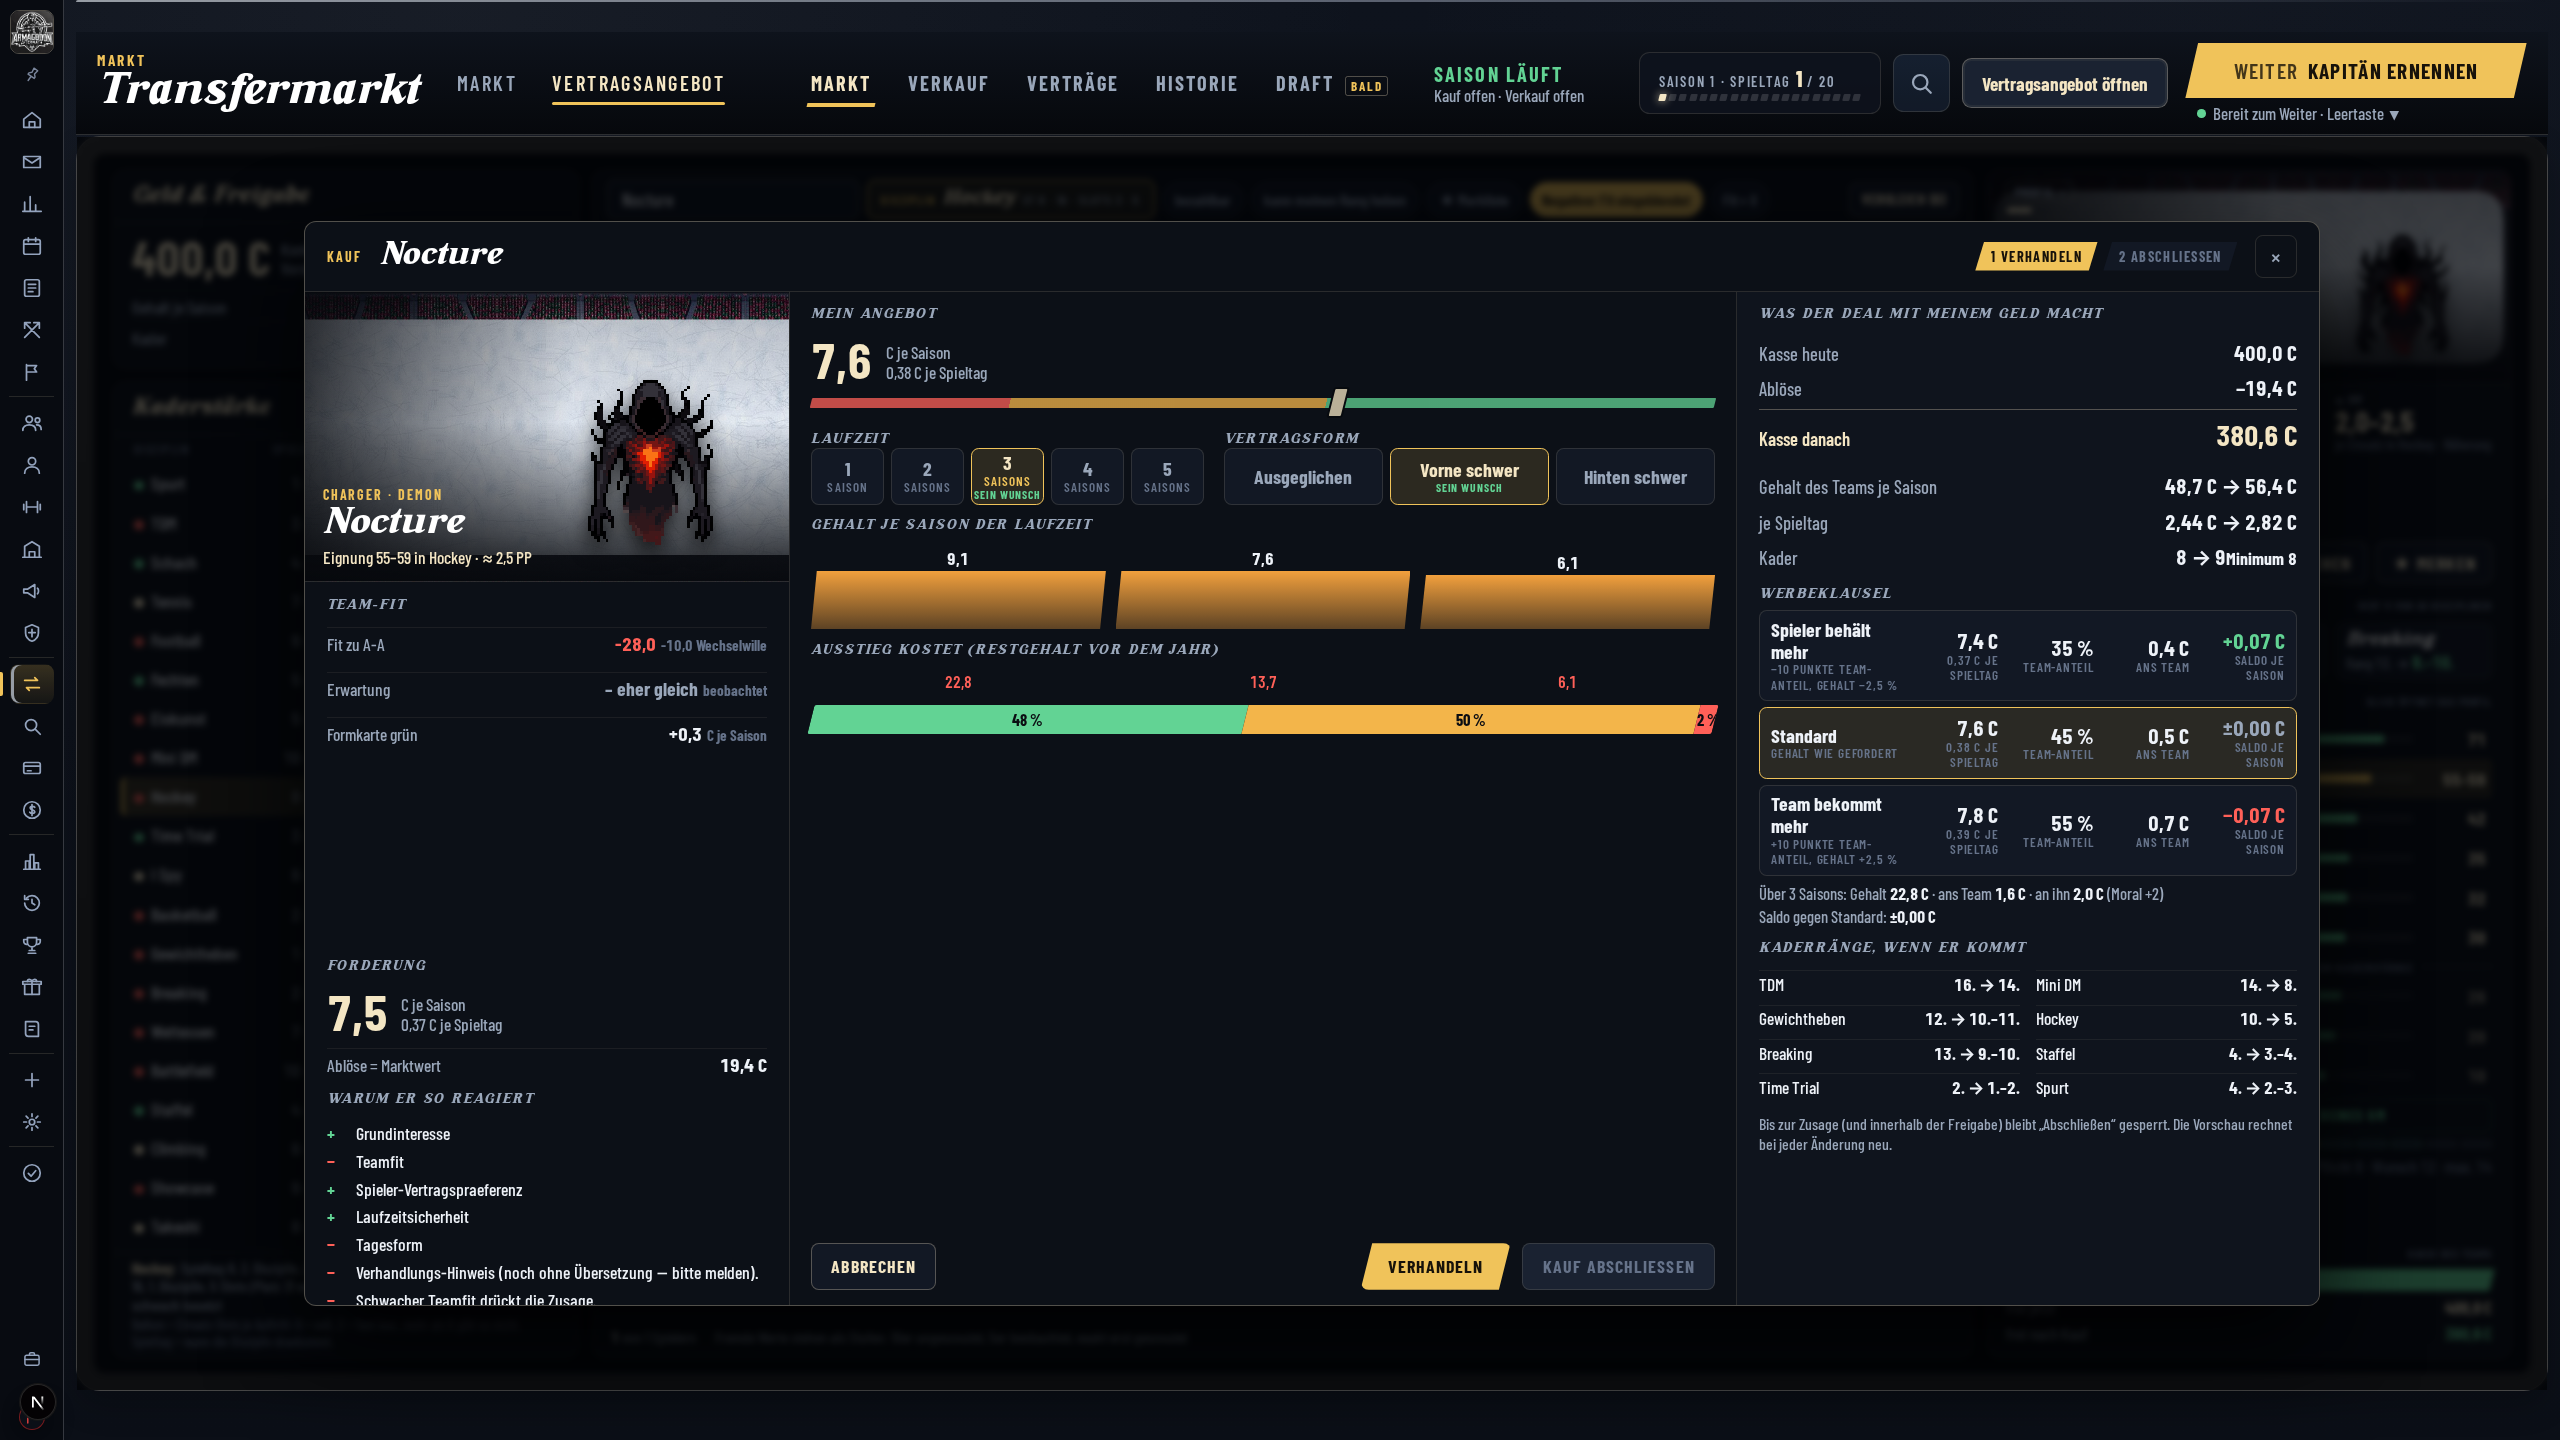 MARKT
Transfermarkt
MARKT
VERTRAGSANGEBOT
MARKT
VERKAUF
VERTRÄGE
HISTORIE
DRAFT BALD
SAISON LÄUFT
Kauf offen · Verkauf offen
SAISON 1 · SPIELTAG 1 / 20
Vertragsangebot öffnen
WEITER KAPITÄN ERNENNEN
Bereit zum Weiter · Leertaste ▼
Geld & Freigabe
400,0 C
Kaderstärke
KAUF Nocture
1 VERHANDELN
2 ABSCHLIESSEN
×
CHARGER · DEMON
Nocture
Eignung 55–59 in Hockey · ≈ 2,5 PP
TEAM-FIT
Fit zu A-A -28,0 -10,0 Wechselwille
Erwartung – eher gleich beobachtet
Formkarte grün +0,3 C je Saison
FORDERUNG
7,5
C je Saison
0,37 C je Spieltag
Ablöse = Marktwert 19,4 C
WARUM ER SO REAGIERT
+ Grundinteresse
– Teamfit
+ Spieler-Vertragspraeferenz
+ Laufzeitsicherheit
– Tagesform
– Verhandlungs-Hinweis (noch ohne Übersetzung — bitte melden).
– Schwacher Teamfit drückt die Zusage
MEIN ANGEBOT
7,6
C je Saison
0,38 C je Spieltag
LAUFZEIT
1 SAISON
2 SAISONS
3 SAISONS SEIN WUNSCH
4 SAISONS
5 SAISONS
VERTRAGSFORM
Ausgeglichen
Vorne schwer SEIN WUNSCH
Hinten schwer
GEHALT JE SAISON DER LAUFZEIT
9,1 7,6 6,1
AUSSTIEG KOSTET (RESTGEHALT VOR DEM JAHR)
22,8 13,7 6,1
48 % 50 % 2 %
ABBRECHEN
VERHANDELN
KAUF ABSCHLIESSEN
WAS DER DEAL MIT MEINEM GELD MACHT
Kasse heute 400,0 C
Ablöse −19,4 C
Kasse danach 380,6 C
Gehalt des Teams je Saison 48,7 C → 56,4 C
je Spieltag 2,44 C → 2,82 C
Kader 8 → 9Minimum 8
WERBEKLAUSEL
Spieler behält mehr
−10 PUNKTE TEAM-ANTEIL, GEHALT −2,5 %
7,4 C 0,37 C JE SPIELTAG
35 % TEAM-ANTEIL
0,4 C ANS TEAM
+0,07 C SALDO JE SAISON
Standard
GEHALT WIE GEFORDERT
7,6 C 0,38 C JE SPIELTAG
45 % TEAM-ANTEIL
0,5 C ANS TEAM
±0,00 C SALDO JE SAISON
Team bekommt mehr
+10 PUNKTE TEAM-ANTEIL, GEHALT +2,5 %
7,8 C 0,39 C JE SPIELTAG
55 % TEAM-ANTEIL
0,7 C ANS TEAM
−0,07 C SALDO JE SAISON
Über 3 Saisons: Gehalt 22,8 C · ans Team 1,6 C · an ihn 2,0 C (Moral +2)
Saldo gegen Standard: ±0,00 C
KADERRÄNGE, WENN ER KOMMT
TDM 16. → 14. Mini DM 14. → 8.
Gewichtheben 12. → 10.–11. Hockey 10. → 5.
Breaking 13. → 9.–10. Staffel 4. → 3.–4.
Time Trial 2. → 1.–2. Spurt 4. → 2.–3.
Bis zur Zusage (und innerhalb der Freigabe) bleibt „Abschließen“ gesperrt. Die Vorschau rechnet
bei jeder Änderung neu.
N